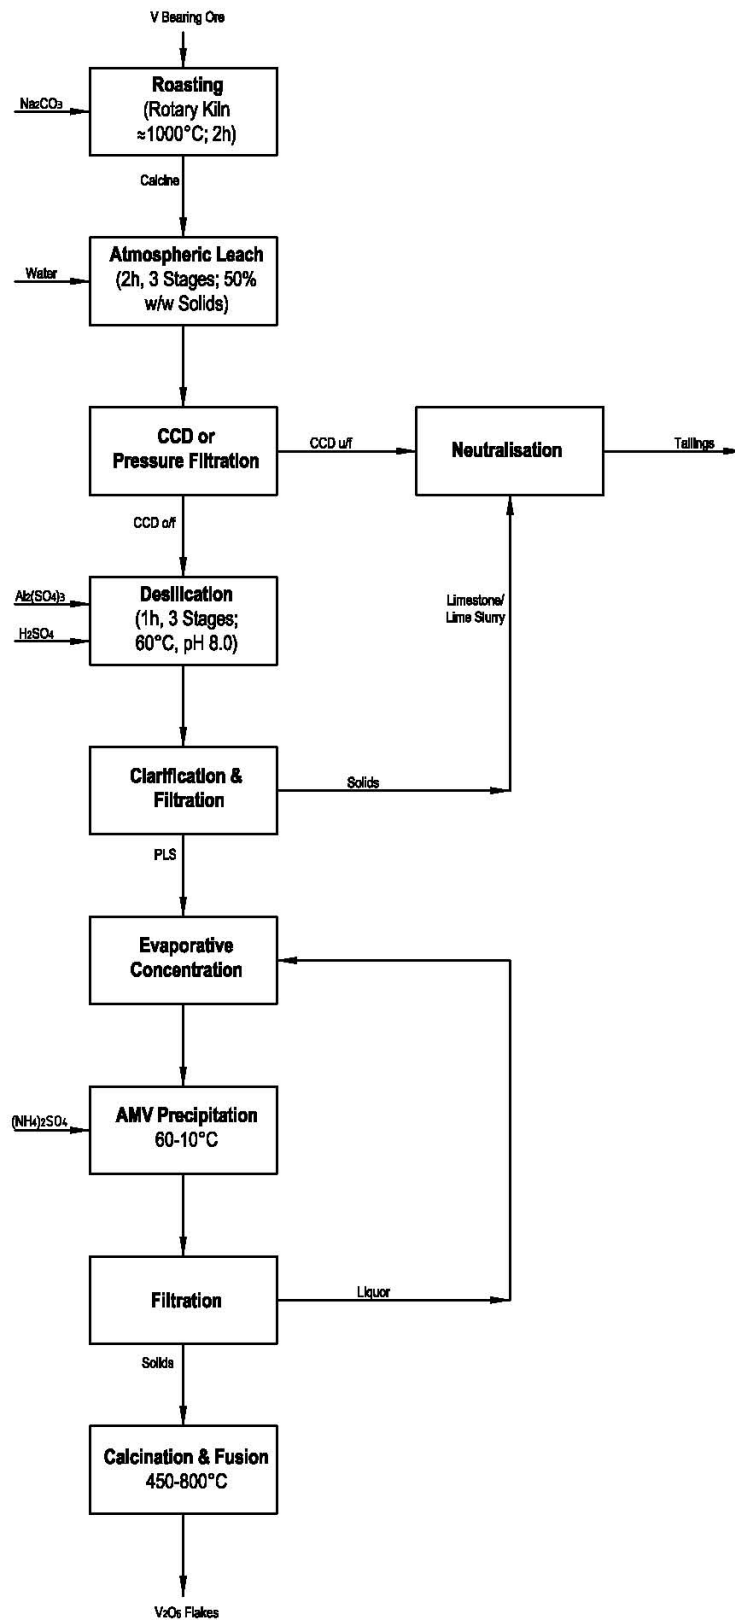 V Bearing Ore
Roasting
(Rotary Kiln
≈1000°C; 2h)
Na₂CO₃
Calcine
Atmospheric Leach
(2h, 3 Stages; 50%
w/w Solids)
Water
CCD or
Pressure Filtration
CCD u/f
Neutralisation
Tailings
CCD o/f
Desilication
(1h, 3 Stages;
60°C, pH 8.0)
Al₂(SO₄)₃
H₂SO₄
Limestone/
Lime Slurry
Clarification &
Filtration
Solids
PLS
Evaporative
Concentration
AMV Precipitation
60-10°C
(NH₄)₂SO₄
Filtration
Liquor
Solids
Calcination & Fusion
450-800°C
V₂O₅ Flakes